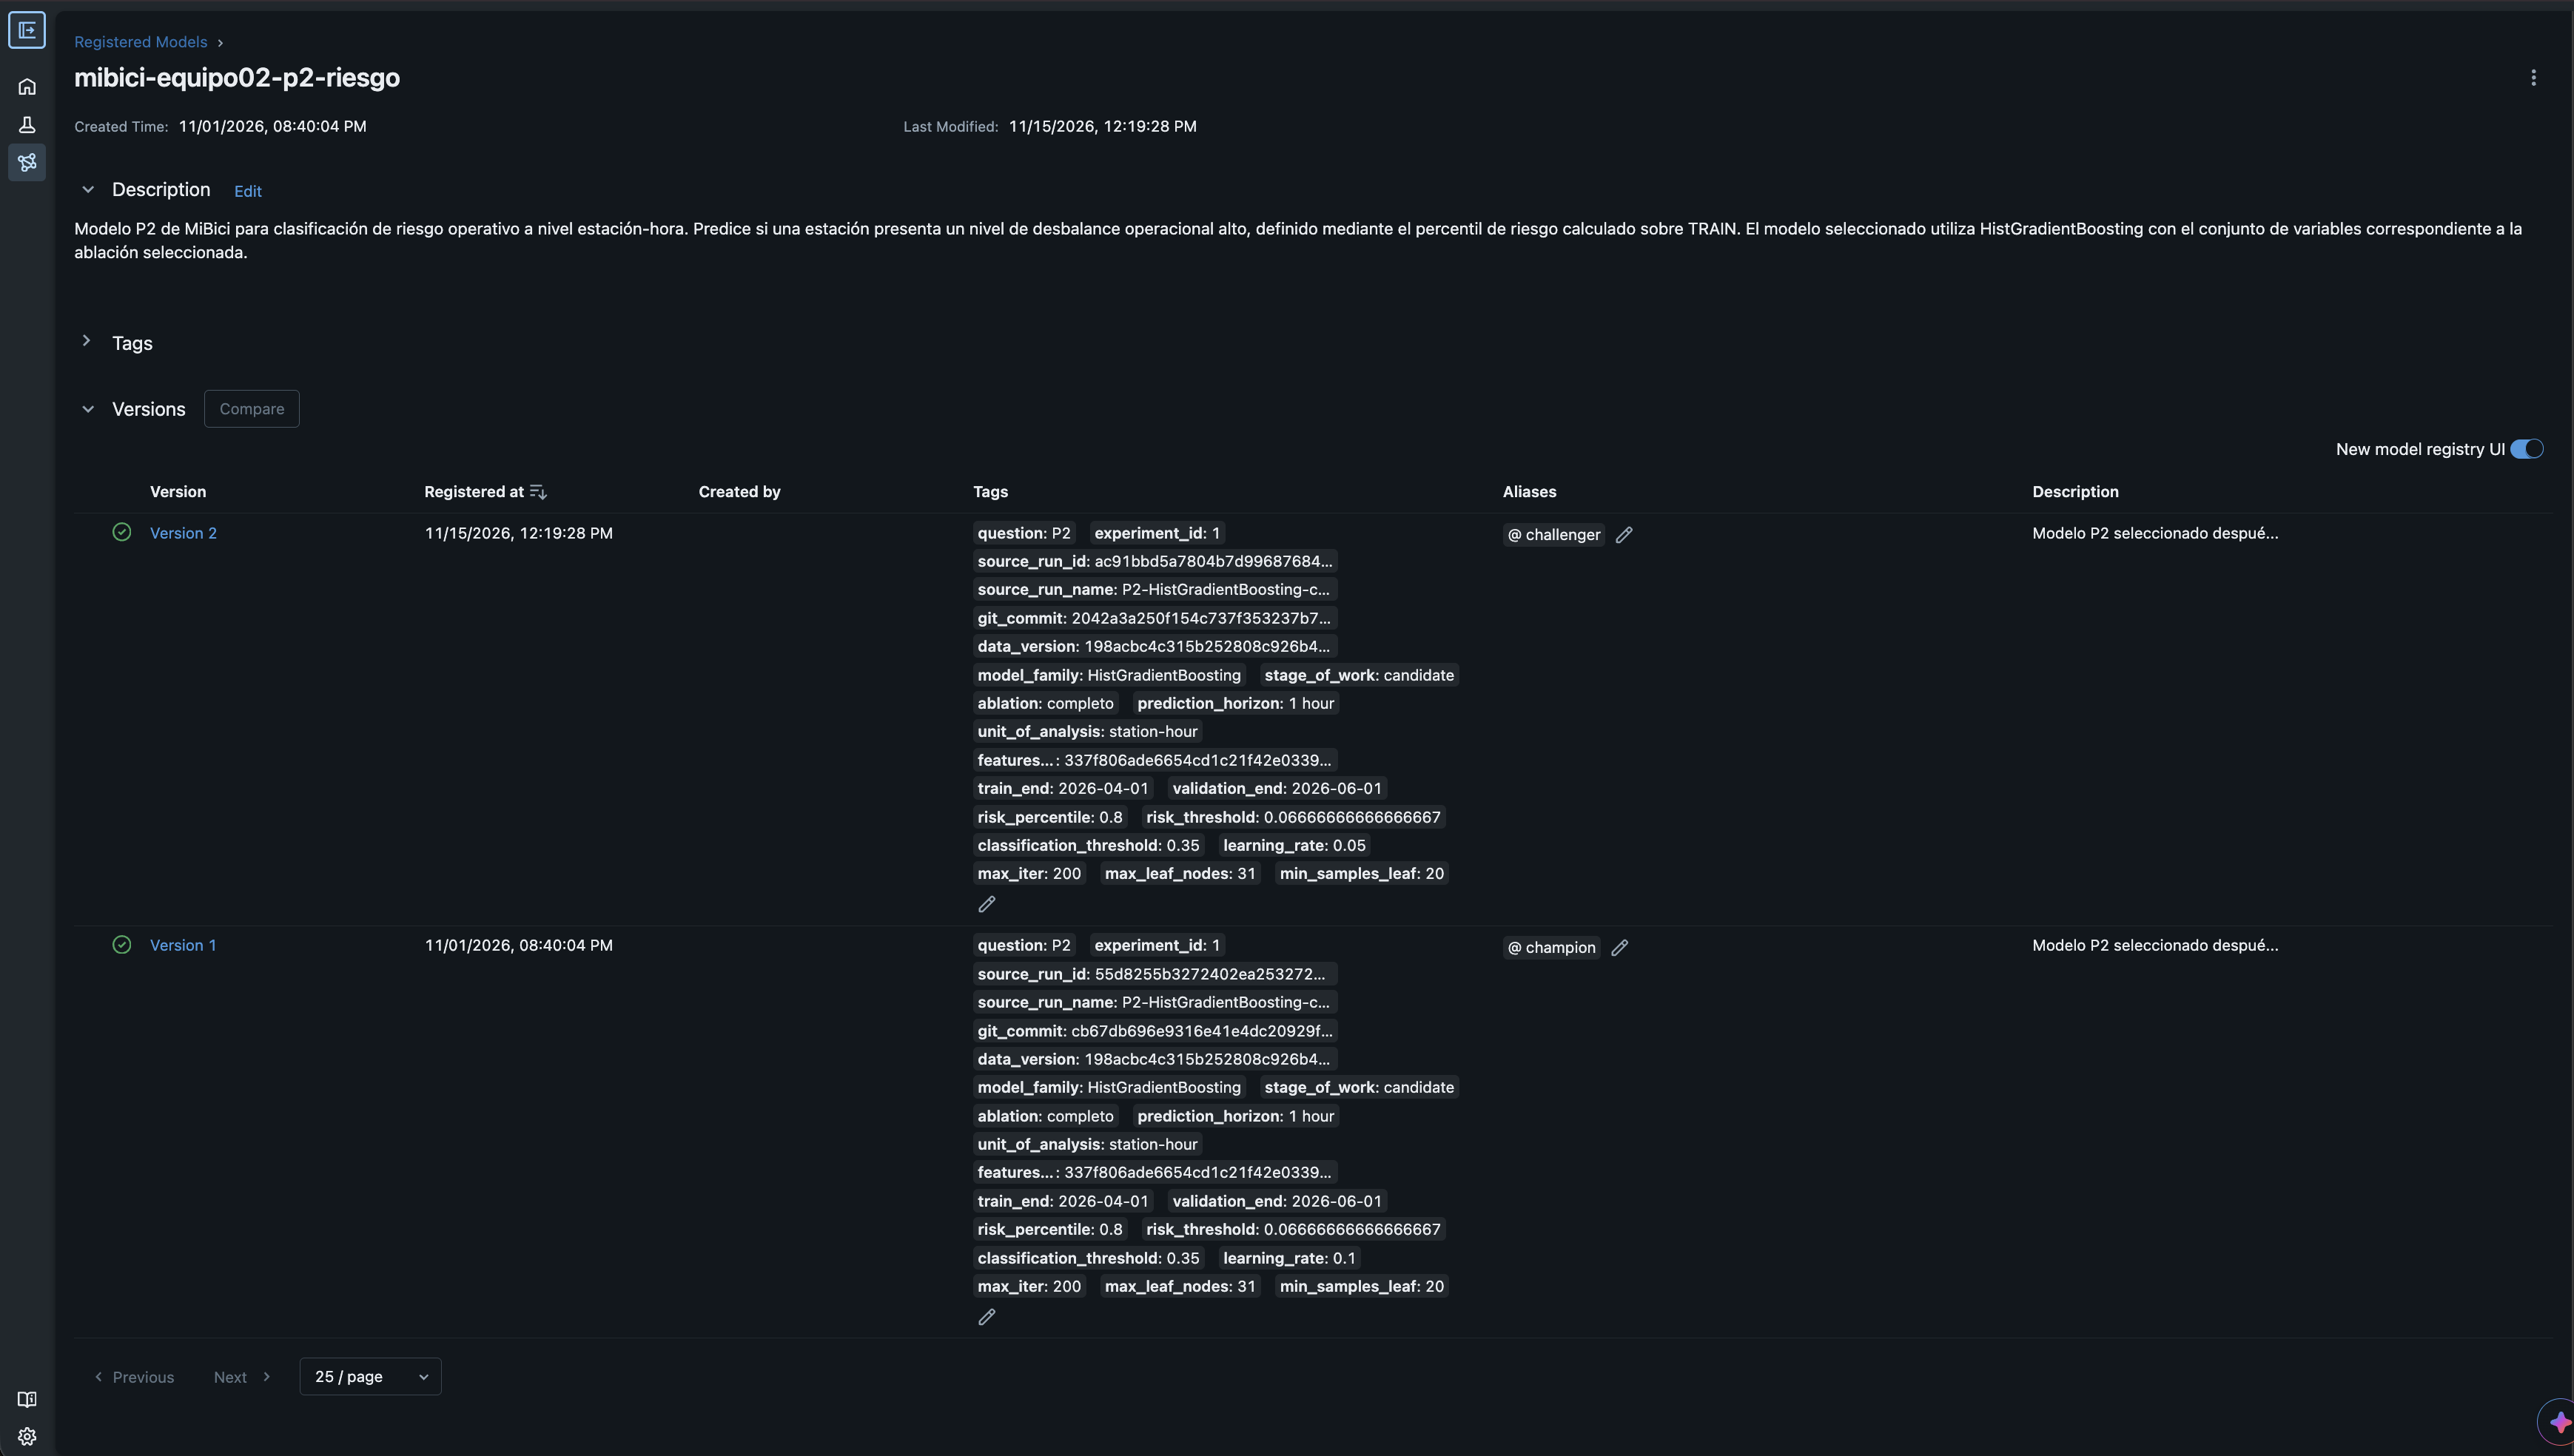 Registered Models
mibici-equipo02-p2-riesgo
Created Time: 11/01/2026, 08:40:04 PM Last Modified: 11/15/2026, 12:19:28 PM
Description Edit
Modelo P2 de MiBici para clasificación de riesgo operativo a nivel estación-hora. Predice si una estación presenta un nivel de desbalance operacional alto, definido mediante el percentil de riesgo calculado sobre TRAIN. El modelo seleccionado utiliza HistGradientBoosting con el conjunto de variables correspondiente a la
ablación seleccionada.
Tags
Versions Compare
New model registry UI
Version Registered at Created by Tags Aliases Description
Version 2 11/15/2026, 12:19:28 PM question: P2 experiment_id: 1 @ challenger Modelo P2 seleccionado despué...
source_run_id: ac91bbd5a7804b7d99687684...
source_run_name: P2-HistGradientBoosting-c...
git_commit: 2042a3a250f154c737f353237b7...
data_version: 198acbc4c315b252808c926b4...
model_family: HistGradientBoosting stage_of_work: candidate
ablation: completo prediction_horizon: 1 hour
unit_of_analysis: station-hour
features...: 337f806ade6654cd1c21f42e0339...
train_end: 2026-04-01 validation_end: 2026-06-01
risk_percentile: 0.8 risk_threshold: 0.06666666666666667
classification_threshold: 0.35 learning_rate: 0.05
max_iter: 200 max_leaf_nodes: 31 min_samples_leaf: 20
Version 1 11/01/2026, 08:40:04 PM question: P2 experiment_id: 1 @ champion Modelo P2 seleccionado despué...
source_run_id: 55d8255b3272402ea253272...
source_run_name: P2-HistGradientBoosting-c...
git_commit: cb67db696e9316e41e4dc20929f...
data_version: 198acbc4c315b252808c926b4...
model_family: HistGradientBoosting stage_of_work: candidate
ablation: completo prediction_horizon: 1 hour
unit_of_analysis: station-hour
features...: 337f806ade6654cd1c21f42e0339...
train_end: 2026-04-01 validation_end: 2026-06-01
risk_percentile: 0.8 risk_threshold: 0.06666666666666667
classification_threshold: 0.35 learning_rate: 0.1
max_iter: 200 max_leaf_nodes: 31 min_samples_leaf: 20
Previous Next 25 / page